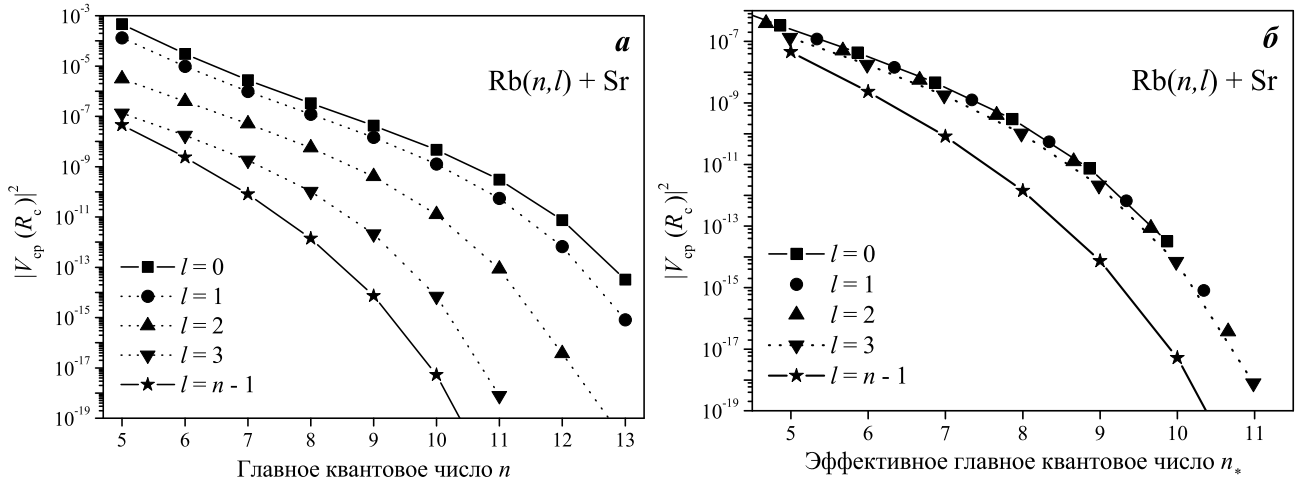 а
Rb(n,l) + Sr
|V_ср (R_c)|^2
10^-3
10^-5
10^-7
10^-9
10^-11
10^-13
10^-15
10^-17
10^-19
l = 0
l = 1
l = 2
l = 3
l = n - 1
5 6 7 8 9 10 11 12 13
Главное квантовое число n
б
Rb(n,l) + Sr
|V_ср (R_c)|^2
10^-7
10^-9
10^-11
10^-13
10^-15
10^-17
10^-19
l = 0
l = 1
l = 2
l = 3
l = n - 1
5 6 7 8 9 10 11
Эффективное главное квантовое число n_*